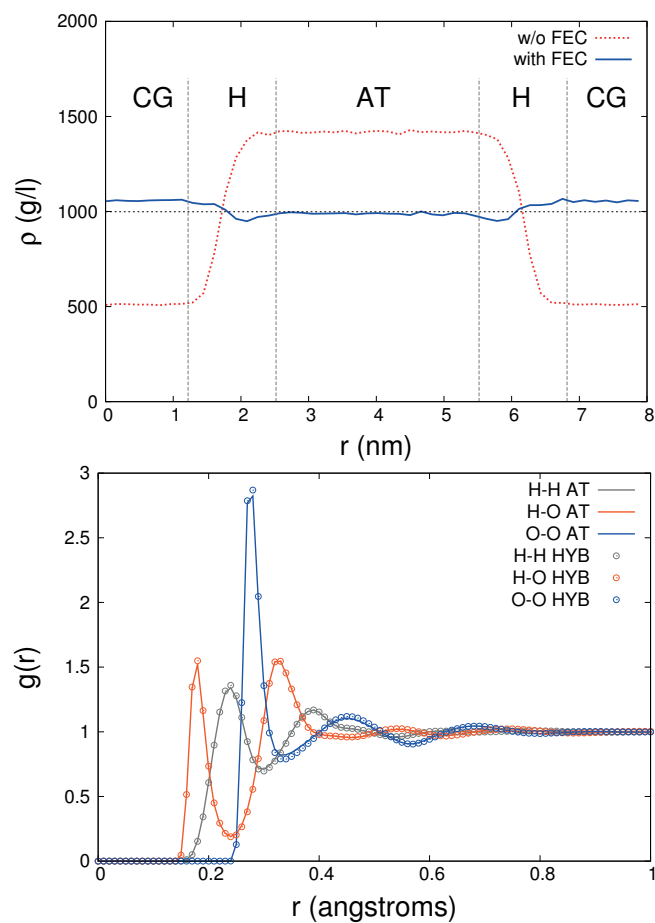 2000
w/o FEC
with FEC
CG H AT H CG
1500
1000
500
0
ρ (g/l)
0 1 2 3 4 5 6 7 8
r (nm)
3
H-H AT
H-O AT
O-O AT
H-H HYB
H-O HYB
O-O HYB
2.5
2
1.5
1
0.5
0
g(r)
0 0.2 0.4 0.6 0.8 1
r (angstroms)